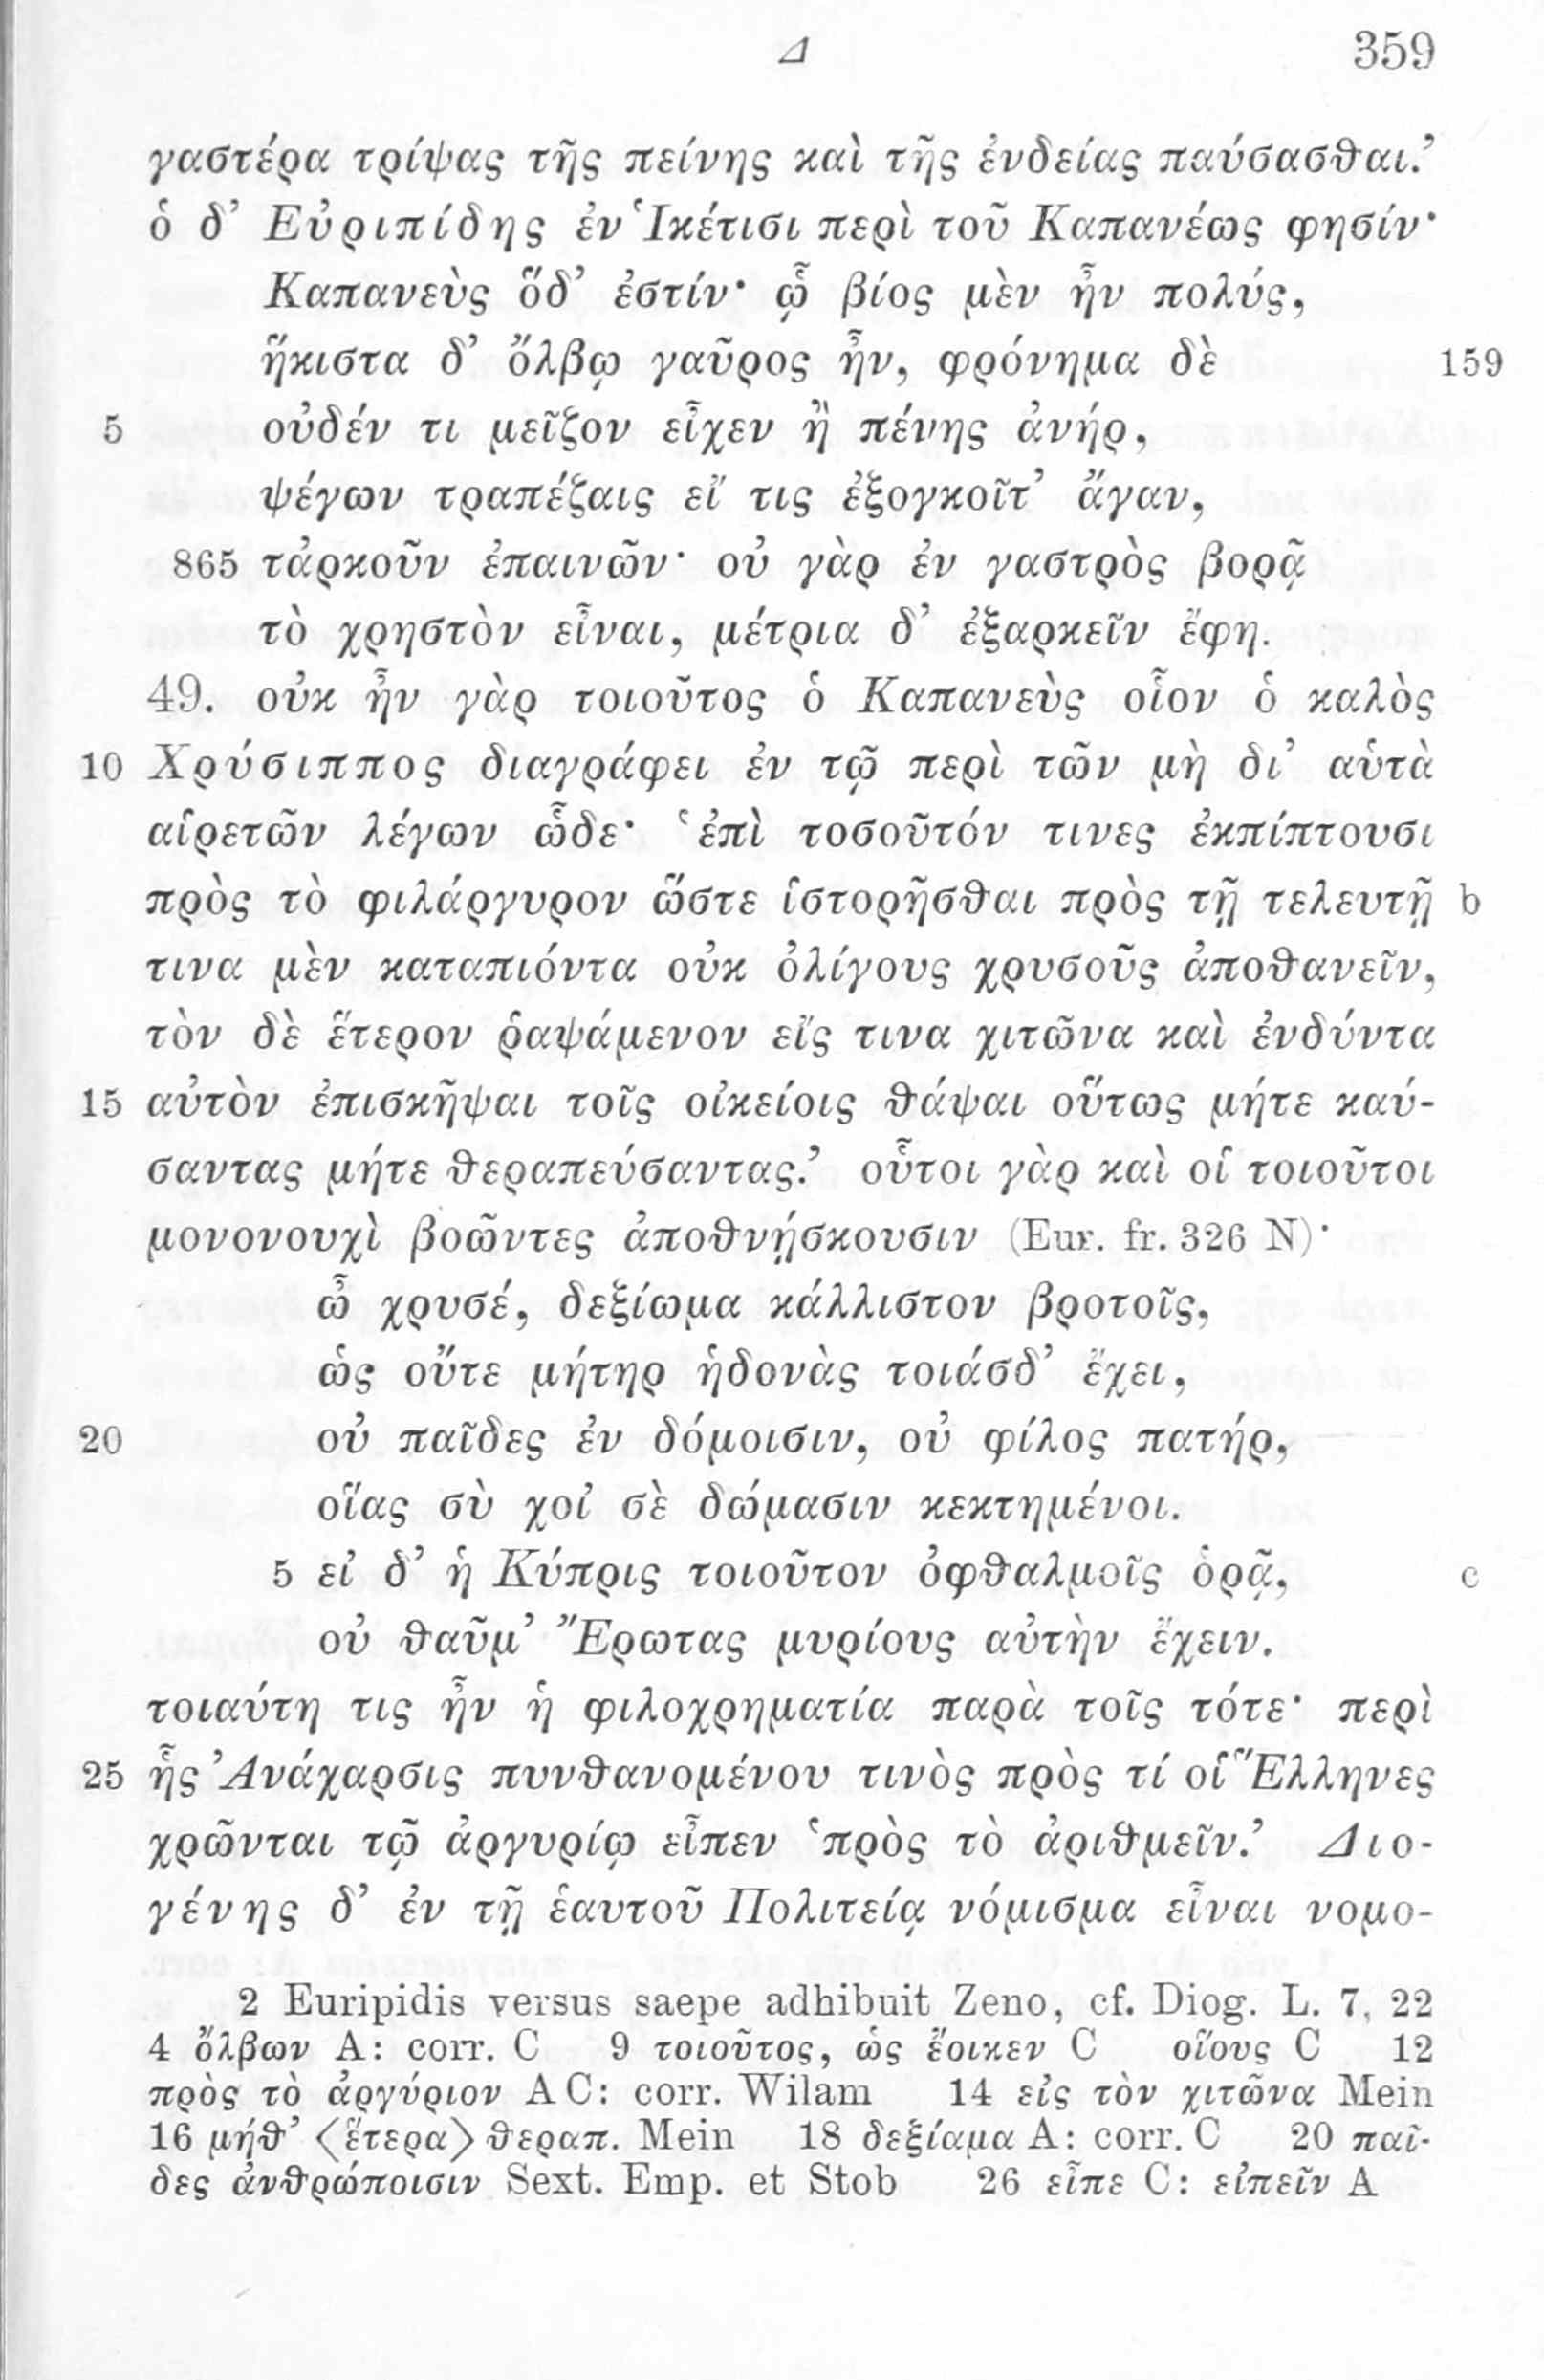 Δ 359
γαστέρα τρίψας τῆς πείνης καὶ τῆς ἐνδείας παύσασθαι.’
ὁ δ’ Εὐριπίδης ἐν Ἱκέτισι περὶ τοῦ Καπανέως φησίν·
Καπανεὺς ὅδ’ ἐστίν· ᾧ βίος μὲν ἦν πολύς,
ἥκιστα δ’ ὄλβῳ γαῦρος ἦν, φρόνημα δὲ 159
5 οὐδέν τι μεῖζον εἶχεν ἢ πένης ἀνήρ,
ψέγων τραπέζαις εἴ τις ἐξογκοῖτ’ ἄγαν,
865 τἀρκοῦν ἐπαινῶν· οὐ γὰρ ἐν γαστρὸς βορᾷ
τὸ χρηστὸν εἶναι, μέτρια δ’ ἐξαρκεῖν ἔφη.
49. οὐκ ἦν γὰρ τοιοῦτος ὁ Καπανεὺς οἷον ὁ καλὸς
10 Χρύσιππος διαγράφει ἐν τῷ περὶ τῶν μὴ δι’ αὑτὰ
αἱρετῶν λέγων ὧδε· ‘ἐπὶ τοσοῦτόν τινες ἐκπίπτουσι
πρὸς τὸ φιλάργυρον ὥστε ἱστορῆσθαι πρὸς τῇ τελευτῇ b
τινα μὲν καταπιόντα οὐκ ὀλίγους χρυσοῦς ἀποθανεῖν,
τὸν δὲ ἕτερον ῥαψάμενον εἴς τινα χιτῶνα καὶ ἐνδύντα
15 αὐτὸν ἐπισκῆψαι τοῖς οἰκείοις θάψαι οὕτως μήτε καύ-
σαντας μήτε θεραπεύσαντας.’ οὗτοι γὰρ καὶ οἱ τοιοῦτοι
μονονουχὶ βοῶντες ἀποθνῄσκουσιν (Eur. fr. 326 N)·
ὦ χρυσέ, δεξίωμα κάλλιστον βροτοῖς,
ὡς οὔτε μήτηρ ἡδονὰς τοιάσδ’ ἔχει,
20 οὐ παῖδες ἐν δόμοισιν, οὐ φίλος πατήρ,
οἵας σὺ χοἰ σὲ δώμασιν κεκτημένοι.
5 εἰ δ’ ἡ Κύπρις τοιοῦτον ὀφθαλμοῖς ὁρᾷ, c
οὐ θαῦμ’ Ἔρωτας μυρίους αὐτὴν ἔχειν.
τοιαύτη τις ἦν ἡ φιλοχρηματία παρὰ τοῖς τότε· περὶ
25 ἧς Ἀνάχαρσις πυνθανομένου τινὸς πρὸς τί οἱ Ἕλληνες
χρῶνται τῷ ἀργυρίῳ εἶπεν ‘πρὸς τὸ ἀριθμεῖν.’ Διο-
γένης δ’ ἐν τῇ ἑαυτοῦ Πολιτείᾳ νόμισμα εἶναι νομο-
2 Euripidis versus saepe adhibuit Zeno, cf. Diog. L. 7, 22
4 ὄλβων A: corr. C 9 τοιοῦτος, ὡς ἔοικεν C οἵους C 12
πρὸς τὸ ἀργύριον AC: corr. Wilam 14 εἰς τὸν χιτῶνα Mein
16 μήθ’ ⟨ἕτερα⟩ θεραπ. Mein 18 δεξίαμα A: corr. C 20 παῖ-
δες ἀνθρώποισιν Sext. Emp. et Stob 26 εἶπε C: εἰπεῖν A